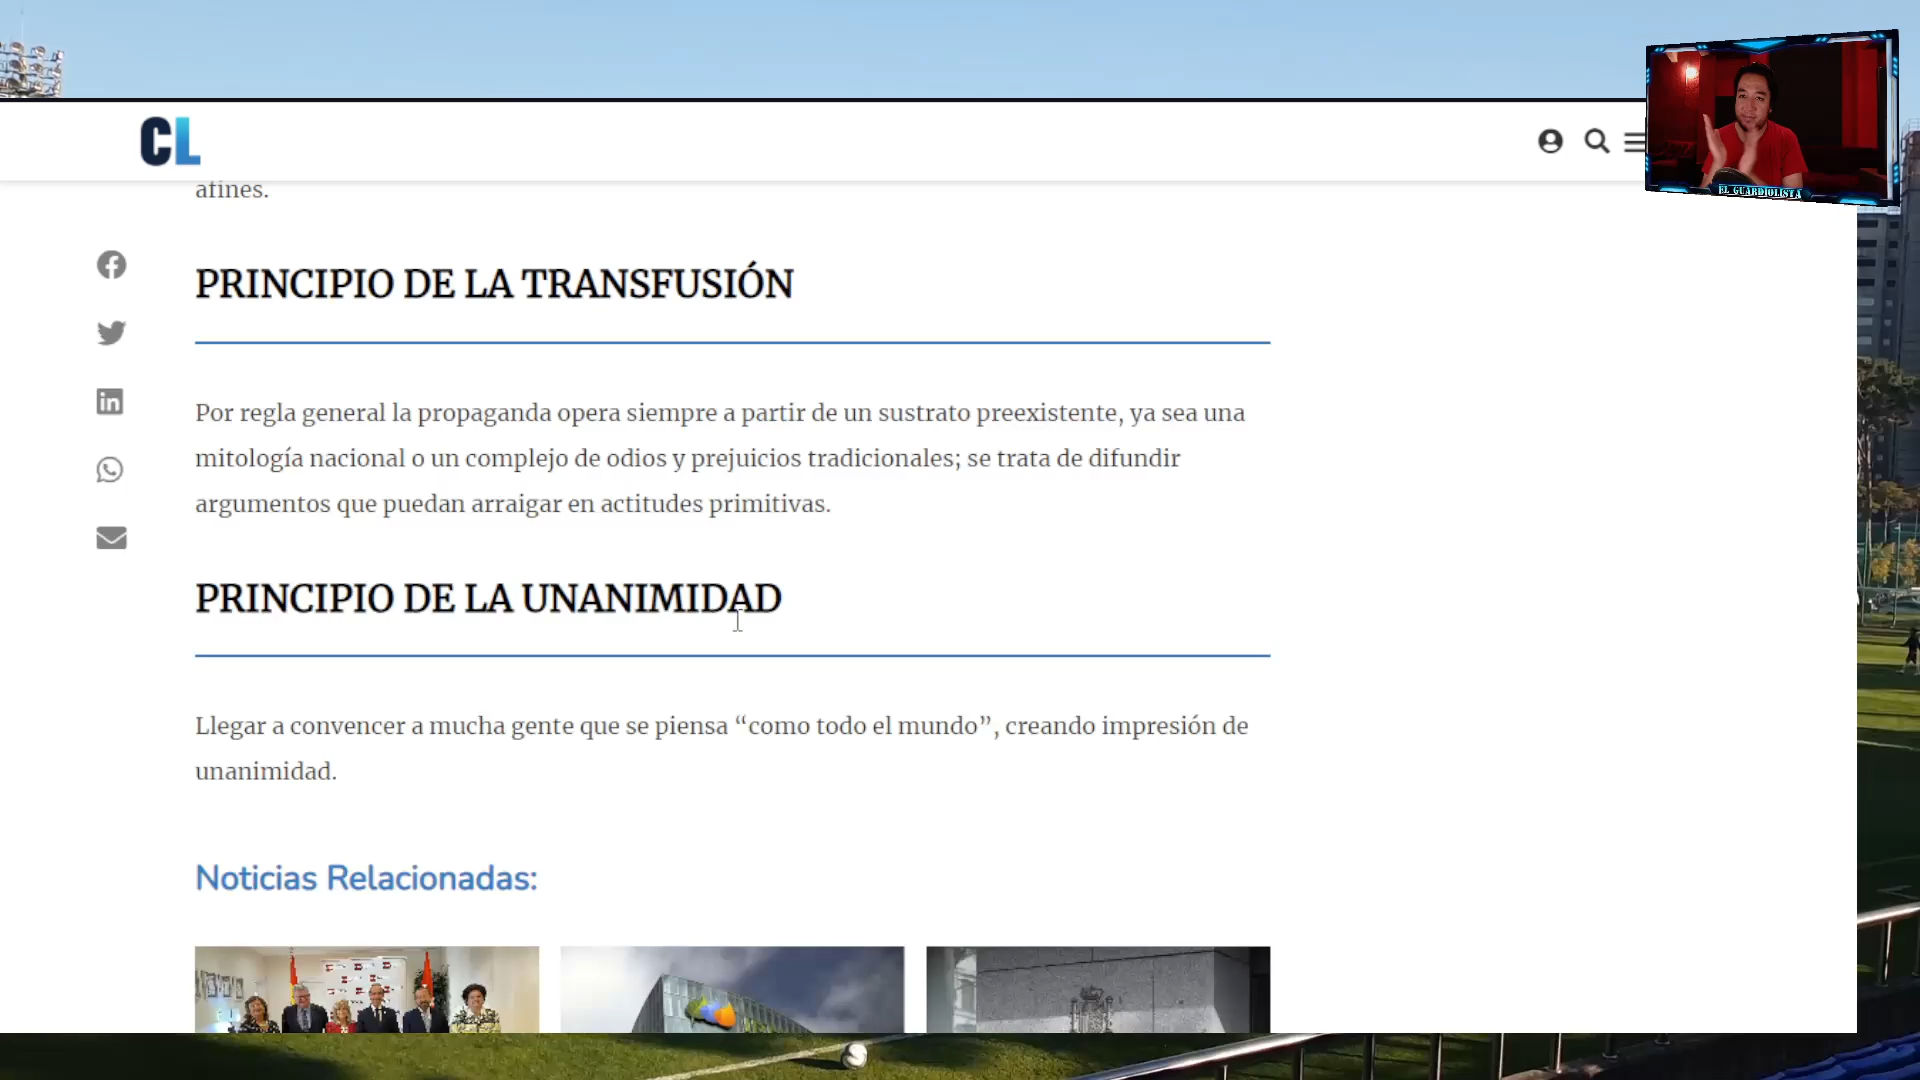 CL
EL GUARDIOLISTA
afines.
PRINCIPIO DE LA TRANSFUSIÓN
Por regla general la propaganda opera siempre a partir de un sustrato preexistente, ya sea una
mitología nacional o un complejo de odios y prejuicios tradicionales; se trata de difundir
argumentos que puedan arraigar en actitudes primitivas.
PRINCIPIO DE LA UNANIMIDAD
Llegar a convencer a mucha gente que se piensa “como todo el mundo”, creando impresión de
unanimidad.
Noticias Relacionadas: